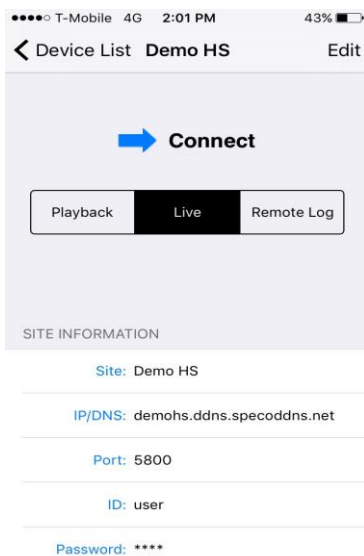 T-Mobile 4G 2:01 PM 43%
Device List Demo HS Edit
Connect
Playback Live Remote Log
SITE INFORMATION
Site: Demo HS
IP/DNS: demohs.ddns.specoddns.net
Port: 5800
ID: user
Password: ****